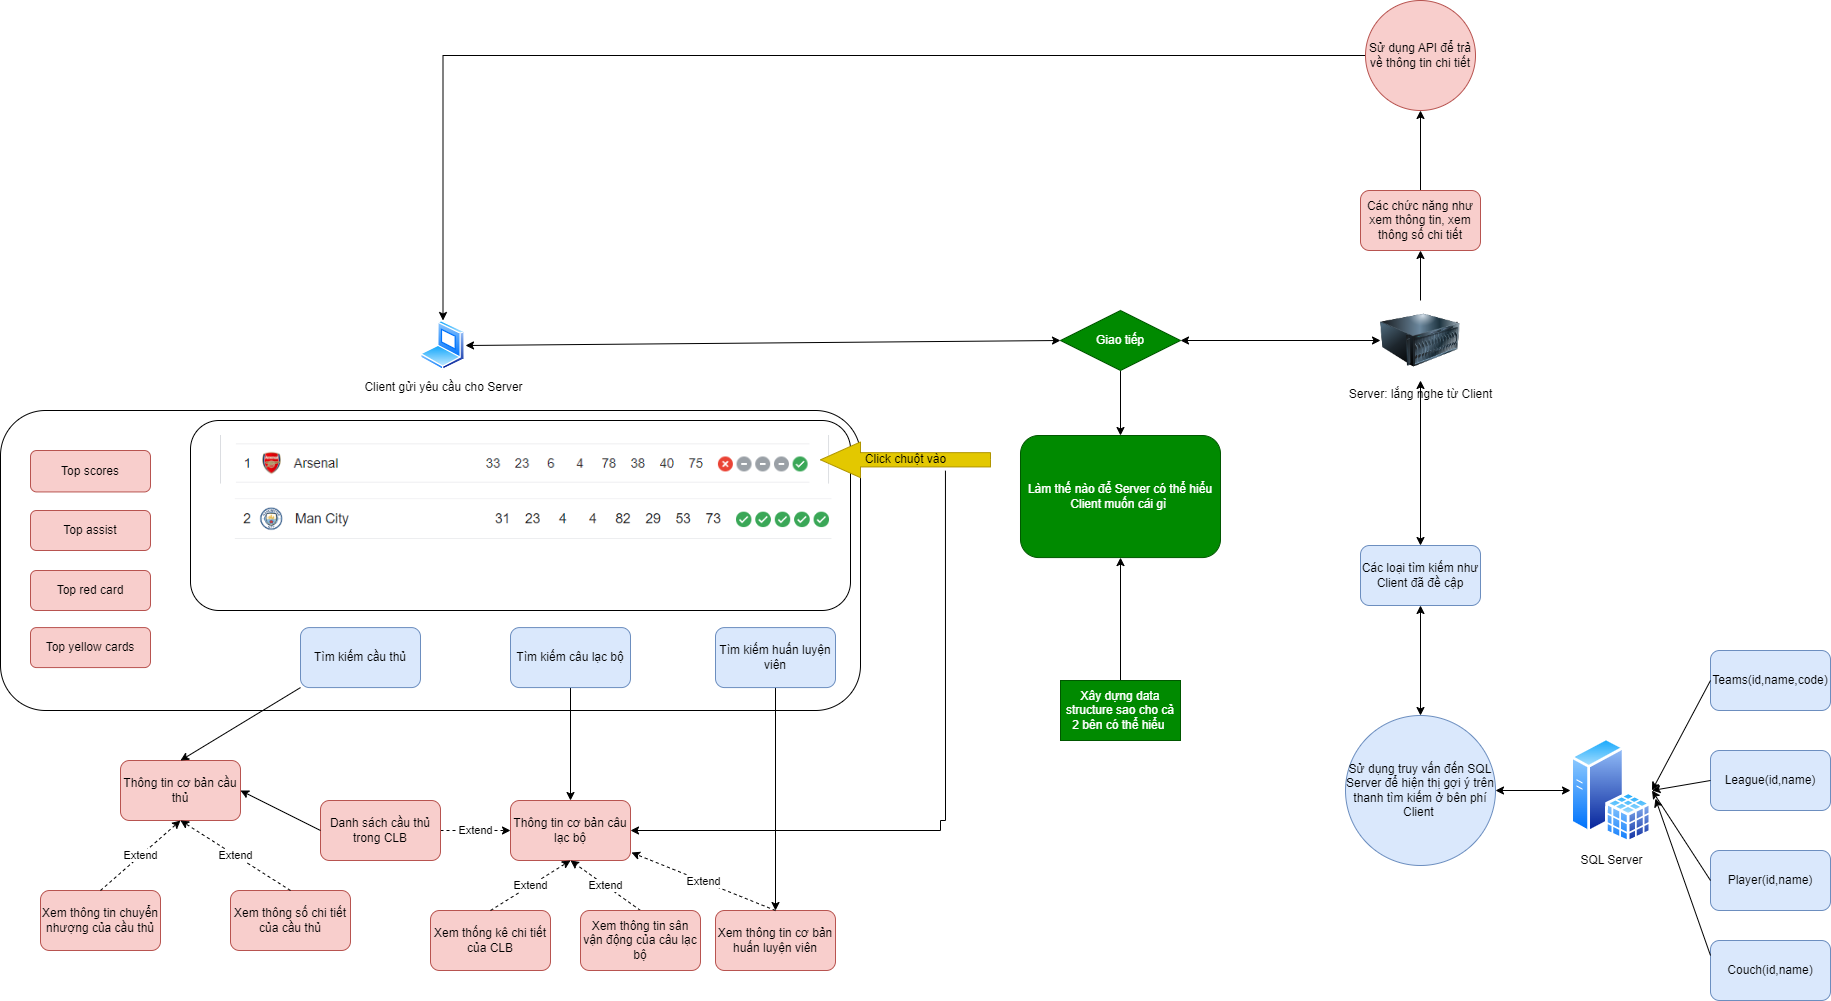 Sử dụng API để trả
về thông tin chi tiết
Các chức năng như
xem thông tin, xem
thông số chi tiết
Giao tiếp
Client gửi yêu cầu cho Server
Server: lắng nghe từ Client
Top scores
Top assist
Top red card
Top yellow cards
1 Arsenal 33 23 6 4 78 38 40 75
2 Man City 31 23 4 4 82 29 53 73
Click chuột vào
Làm thế nào để Server có thể hiểu
Client muốn cái gì
Các loại tìm kiếm như
Client đã đề cập
Tìm kiếm cầu thủ
Tìm kiếm câu lạc bộ
Tìm kiếm huấn luyện
viên
Xây dựng data
structure sao cho cả
2 bên có thể hiểu
Teams(id,name,code)
League(id,name)
Player(id,name)
Couch(id,name)
Sử dụng truy vấn đến SQL
Server để hiện thị gợi ý trên
thanh tìm kiếm ở bên phí
Client
SQL Server
Thông tin cơ bản cầu
thủ
Danh sách cầu thủ
trong CLB
Extend
Thông tin cơ bản câu
lạc bộ
Extend
Extend
Extend
Extend
Extend
Xem thông tin chuyển
nhượng của cầu thủ
Xem thông số chi tiết
của cầu thủ
Xem thống kê chi tiết
của CLB
Xem thông tin sân
vận động của câu lạc
bộ
Xem thông tin cơ bản
huấn luyện viên